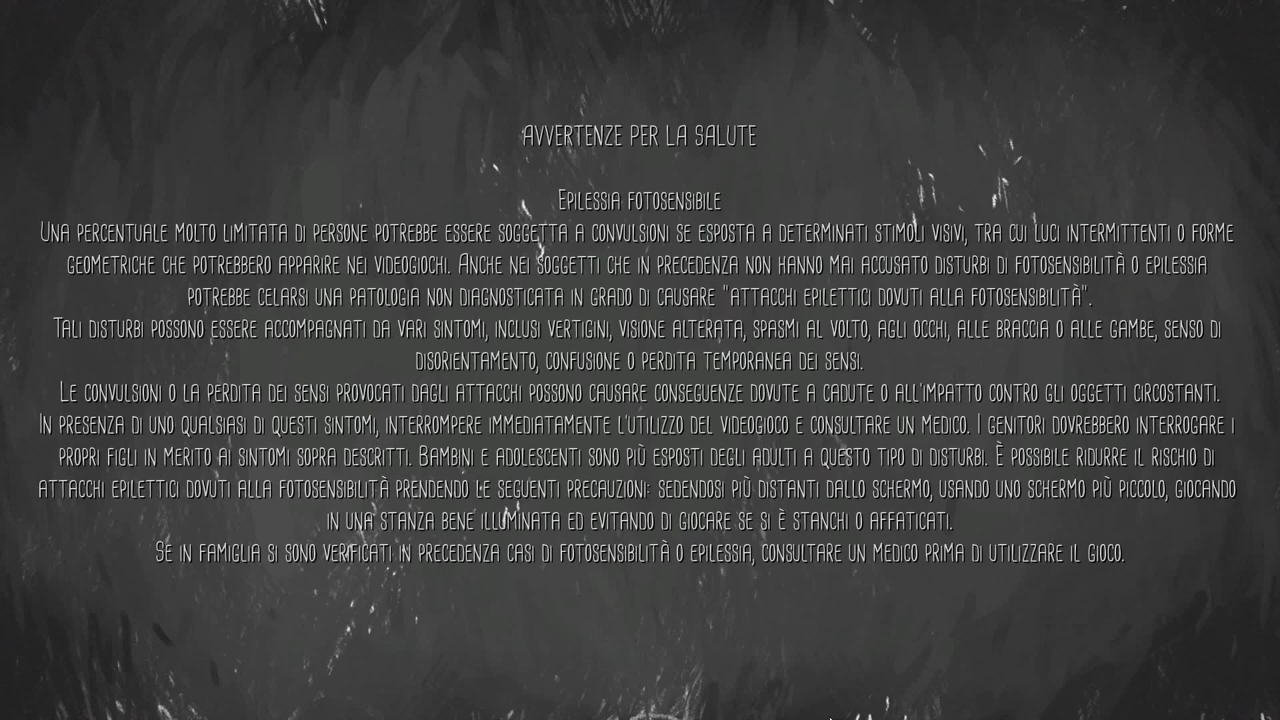 AVVERTENZE PER LA SALUTE
EPILESSIA FOTOSENSIBILE
UNA PERCENTUALE MOLTO LIMITATA DI PERSONE POTREBBE ESSERE SOGGETTA A CONVULSIONI SE ESPOSTA A DETERMINATI STIMOLI VISIVI, TRA CUI LUCI INTERMITTENTI O FORME
GEOMETRICHE CHE POTREBBERO APPARIRE NEI VIDEOGIOCHI. ANCHE NEI SOGGETTI CHE IN PRECEDENZA NON HANNO MAI ACCUSATO DISTURBI DI FOTOSENSIBILITÀ O EPILESSIA
POTREBBE CELARSI UNA PATOLOGIA NON DIAGNOSTICATA IN GRADO DI CAUSARE "ATTACCHI EPILETTICI DOVUTI ALLA FOTOSENSIBILITÀ".
TALI DISTURBI POSSONO ESSERE ACCOMPAGNATI DA VARI SINTOMI, INCLUSI VERTIGINI, VISIONE ALTERATA, SPASMI AL VOLTO, AGLI OCCHI, ALLE BRACCIA O ALLE GAMBE, SENSO DI
DISORIENTAMENTO, CONFUSIONE O PERDITA TEMPORANEA DEI SENSI.
LE CONVULSIONI O LA PERDITA DEI SENSI PROVOCATI DAGLI ATTACCHI POSSONO CAUSARE CONSEGUENZE DOVUTE A CADUTE O ALL'IMPATTO CONTRO GLI OGGETTI CIRCOSTANTI.
IN PRESENZA DI UNO QUALSIASI DI QUESTI SINTOMI, INTERROMPERE IMMEDIATAMENTE L'UTILIZZO DEL VIDEOGIOCO E CONSULTARE UN MEDICO. I GENITORI DOVREBBERO INTERROGARE I
PROPRI FIGLI IN MERITO AI SINTOMI SOPRA DESCRITTI. BAMBINI E ADOLESCENTI SONO PIÙ ESPOSTI DEGLI ADULTI A QUESTO TIPO DI DISTURBI. È POSSIBILE RIDURRE IL RISCHIO DI
ATTACCHI EPILETTICI DOVUTI ALLA FOTOSENSIBILITÀ PRENDENDO LE SEGUENTI PRECAUZIONI: SEDENDOSI PIÙ DISTANTI DALLO SCHERMO, USANDO UNO SCHERMO PIÙ PICCOLO, GIOCANDO
IN UNA STANZA BENE ILLUMINATA ED EVITANDO DI GIOCARE SE SI È STANCHI O AFFATICATI.
SE IN FAMIGLIA SI SONO VERIFICATI IN PRECEDENZA CASI DI FOTOSENSIBILITÀ O EPILESSIA, CONSULTARE UN MEDICO PRIMA DI UTILIZZARE IL GIOCO.